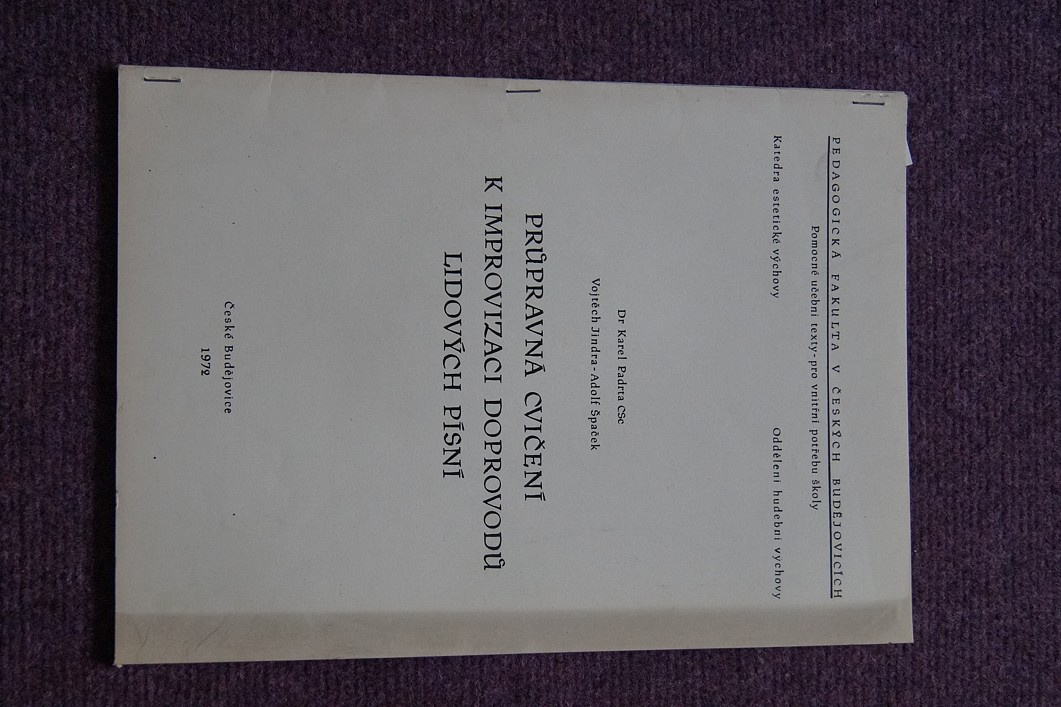 PEDAGOGICKÁ FAKULTA V ČESKÝCH BUDĚJOVICÍCH
Pomocné učební texty-pro vnitřní potřebu školy
Katedra estetické výchovy Oddělení hudební výchovy
Dr Karel Padrta CSc
Vojtěch Jindra-Adolf Špaček
PRŮPRAVNÁ CVIČENÍ
K IMPROVIZACI DOPROVODŮ
LIDOVÝCH PÍSNÍ
České Budějovice
1972